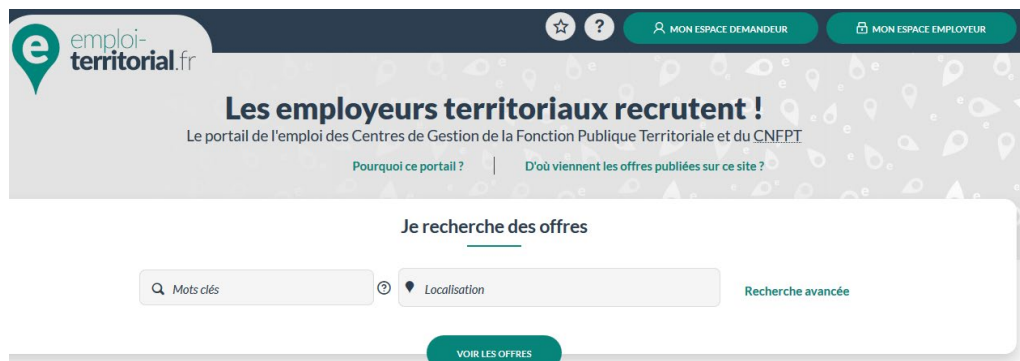 emploi-
territorial.fr
? MON ESPACE DEMANDEUR MON ESPACE EMPLOYEUR
Les employeurs territoriaux recrutent !
Le portail de l'emploi des Centres de Gestion de la Fonction Publique Territoriale et du CNFPT
Pourquoi ce portail ? | D'où viennent les offres publiées sur ce site ?
Je recherche des offres
Mots clés ? Localisation Recherche avancée
VOIR LES OFFRES